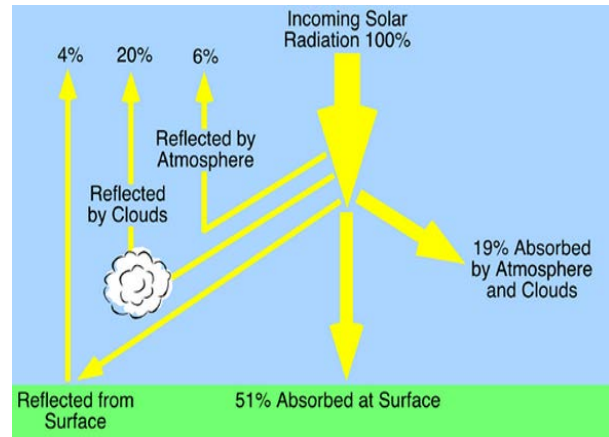 Incoming Solar
Radiation 100%
4%
20%
6%
Reflected by
Atmosphere
Reflected
by Clouds
19% Absorbed
by Atmosphere
and Clouds
Reflected from
Surface
51% Absorbed at Surface